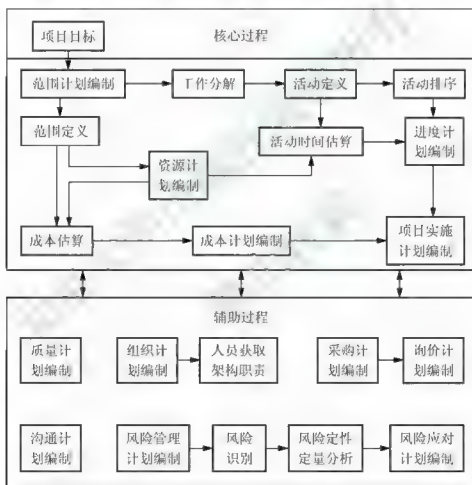 项目目标
核心过程
范围计划编制
工作分解
活动定义
活动排序
范围定义
活动时间估算
进度计
划编制
资源计
划编制
成本估算
成本计划编制
项目实施
计划编制
辅助过程
质量计
划编制
组织计
划编制
人员获取
架构职责
采购计
划编制
询价计
划编制
沟通计
划编制
风险管理
计划编制
风险
识别
风险定性
定量分析
风险应对
计划编制